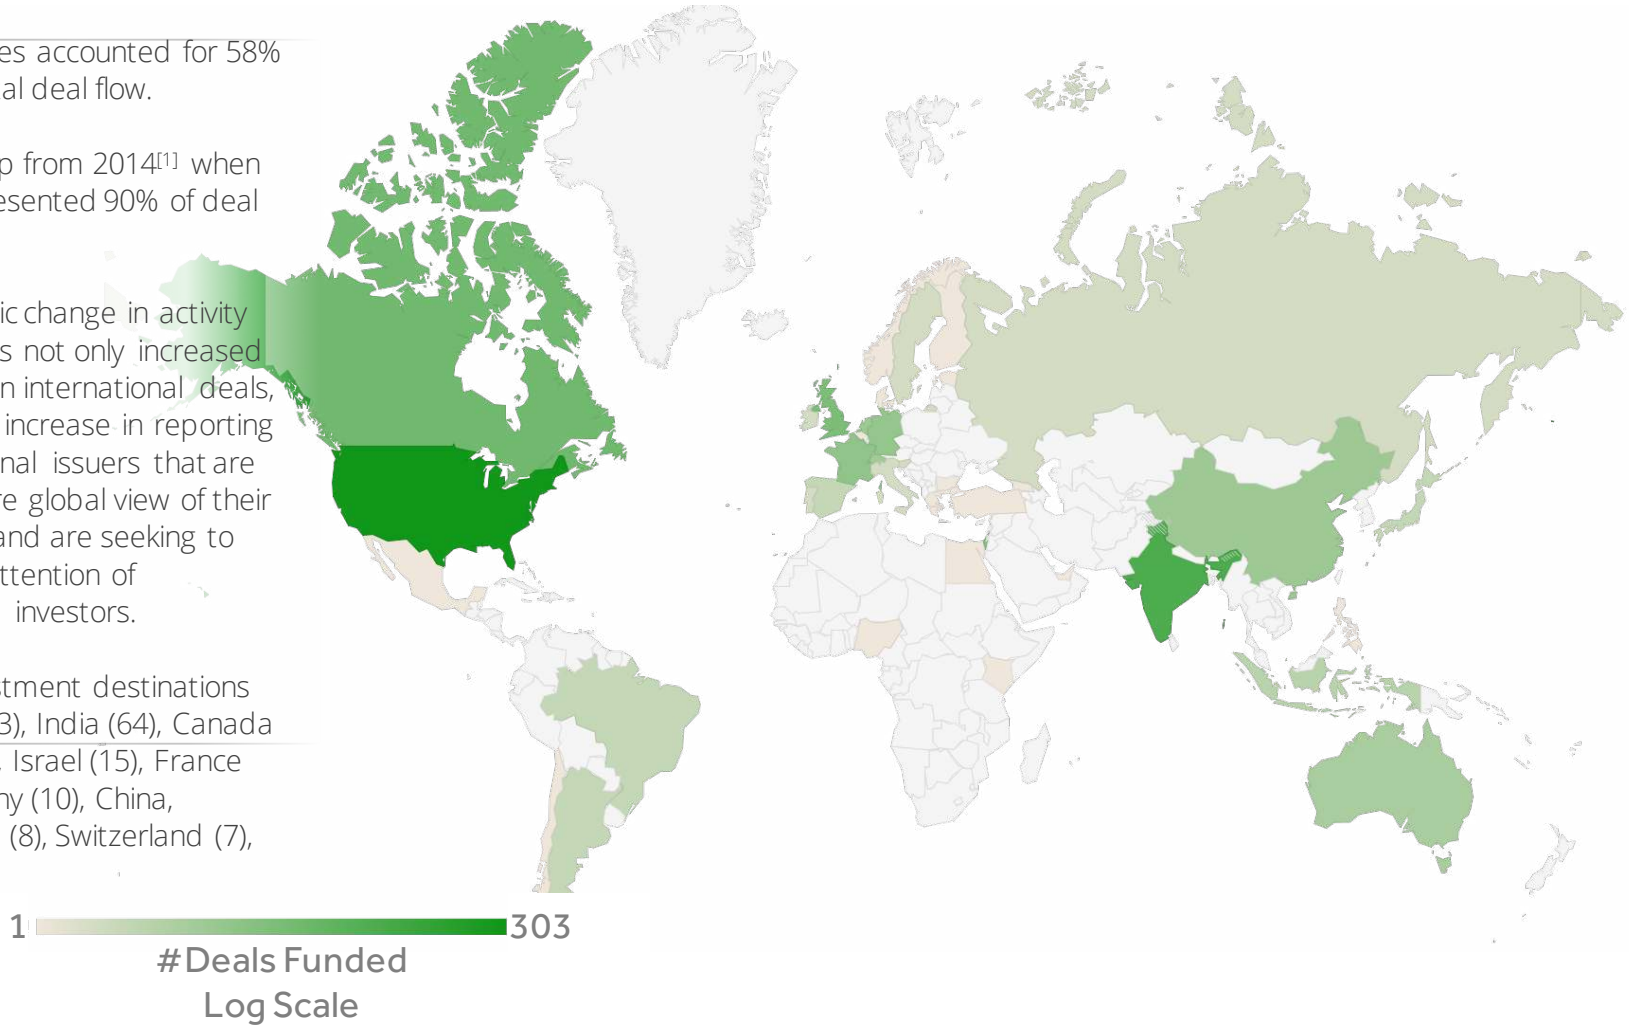 es accounted for 58%
al deal flow.
p from 2014[1] when
esented 90% of deal
ic change in activity
s not only increased
n international deals,
increase in reporting
nal issuers that are
re global view of their
and are seeking to
ttention of
investors.
stment destinations
3), India (64), Canada
, Israel (15), France
ny (10), China,
(8), Switzerland (7),
1
303
#Deals Funded
Log Scale